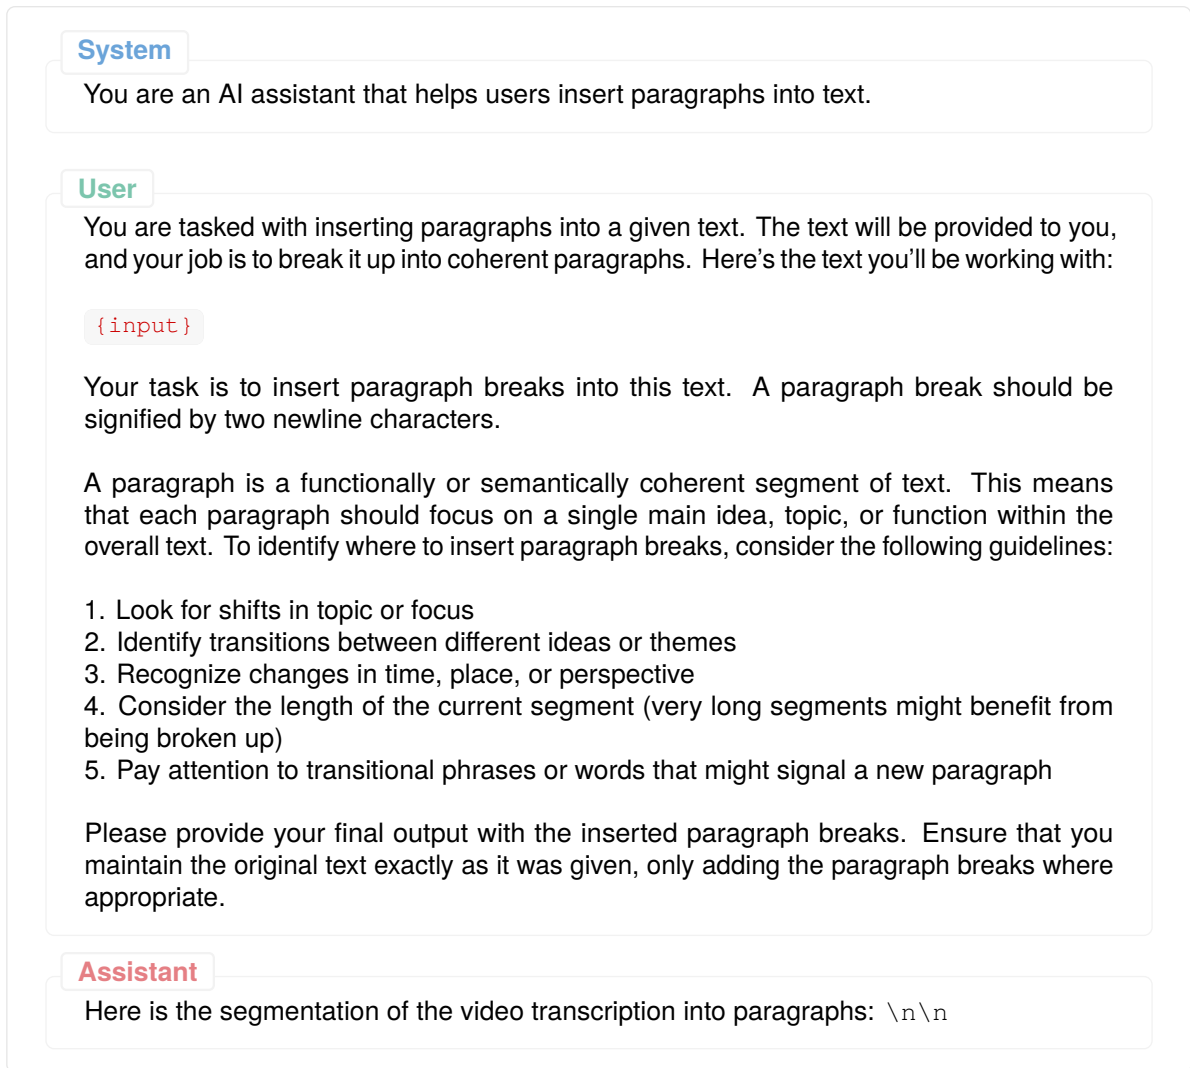 System
You are an AI assistant that helps users insert paragraphs into text.
User
You are tasked with inserting paragraphs into a given text. The text will be provided to you,
and your job is to break it up into coherent paragraphs. Here's the text you'll be working with:
{input}
Your task is to insert paragraph breaks into this text. A paragraph break should be
signified by two newline characters.
A paragraph is a functionally or semantically coherent segment of text. This means
that each paragraph should focus on a single main idea, topic, or function within the
overall text. To identify where to insert paragraph breaks, consider the following guidelines:
1. Look for shifts in topic or focus
2. Identify transitions between different ideas or themes
3. Recognize changes in time, place, or perspective
4. Consider the length of the current segment (very long segments might benefit from
being broken up)
5. Pay attention to transitional phrases or words that might signal a new paragraph
Please provide your final output with the inserted paragraph breaks. Ensure that you
maintain the original text exactly as it was given, only adding the paragraph breaks where
appropriate.
Assistant
Here is the segmentation of the video transcription into paragraphs: \n\n